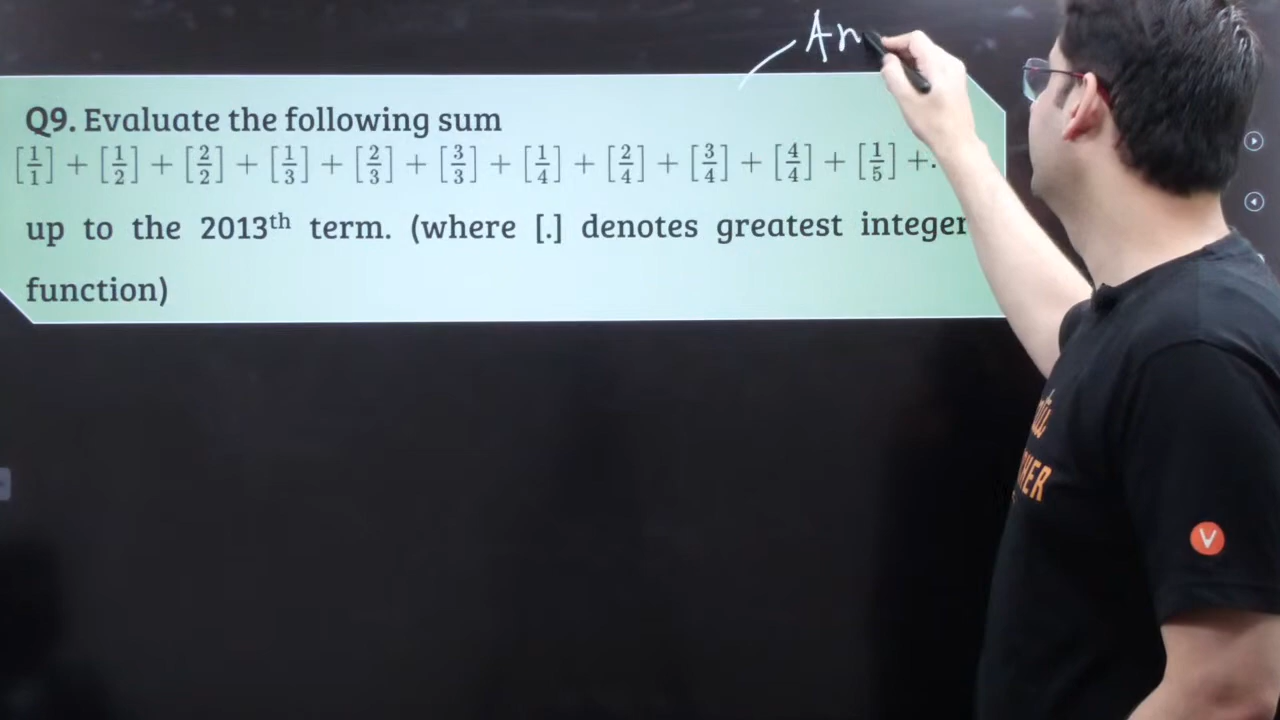 An
Q9. Evaluate the following sum
[1/1] + [1/2] + [2/2] + [1/3] + [2/3] + [3/3] + [1/4] + [2/4] + [3/4] + [4/4] + [1/5] +.
up to the 2013th term. (where [.] denotes greatest integer
function)
V